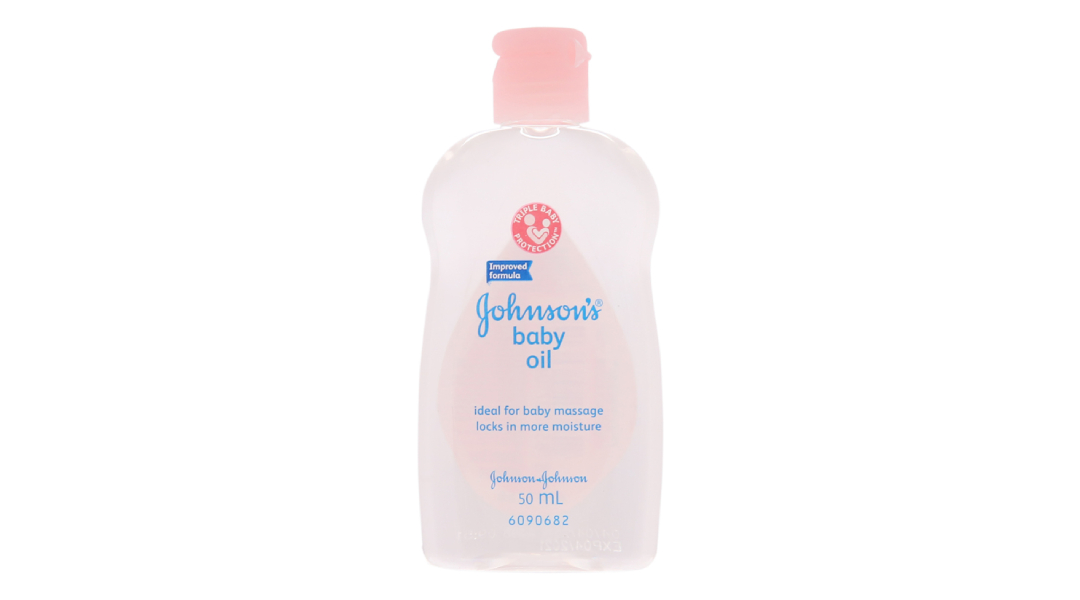 TRIPLE BABY
PROTECTION™
Improved
formula
Johnson's®
baby
oil
ideal for baby massage
locks in more moisture
Johnson & Johnson
50 mL
6090682